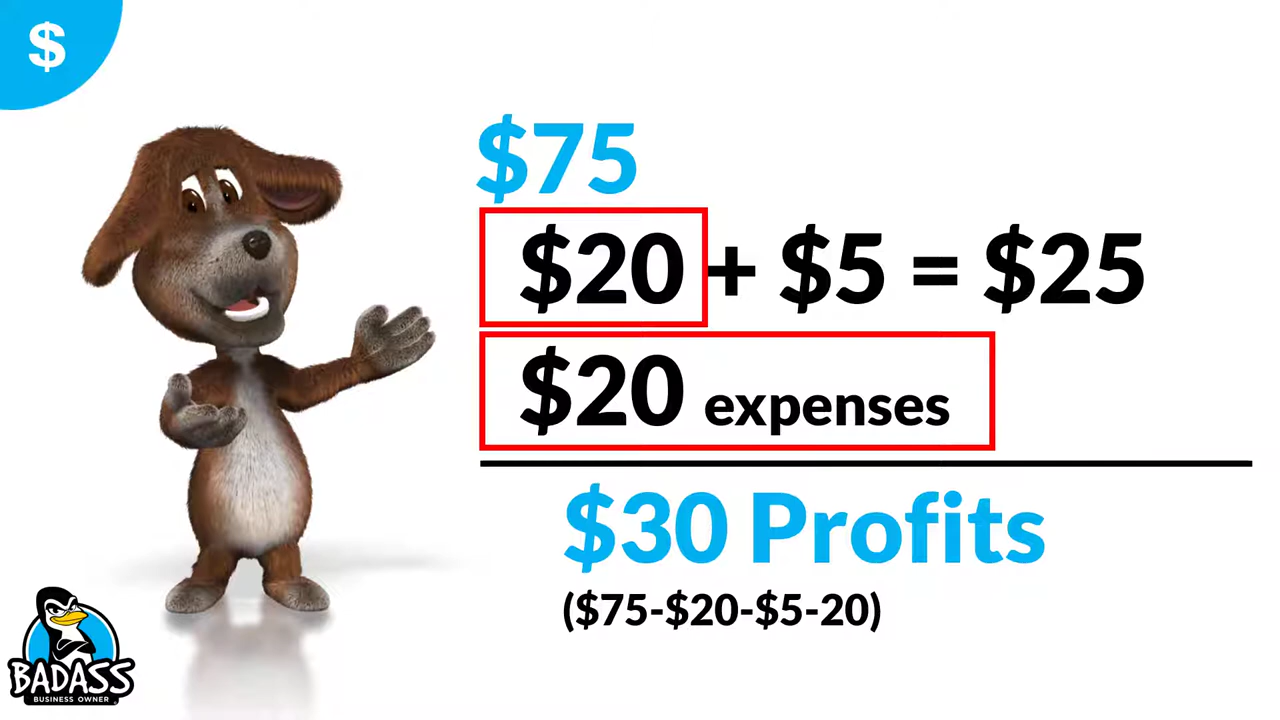 $
$75
$20 + $5 = $25
$20 expenses
$30 Profits
($75-$20-$5-20)
BADASS
BUSINESS OWNER